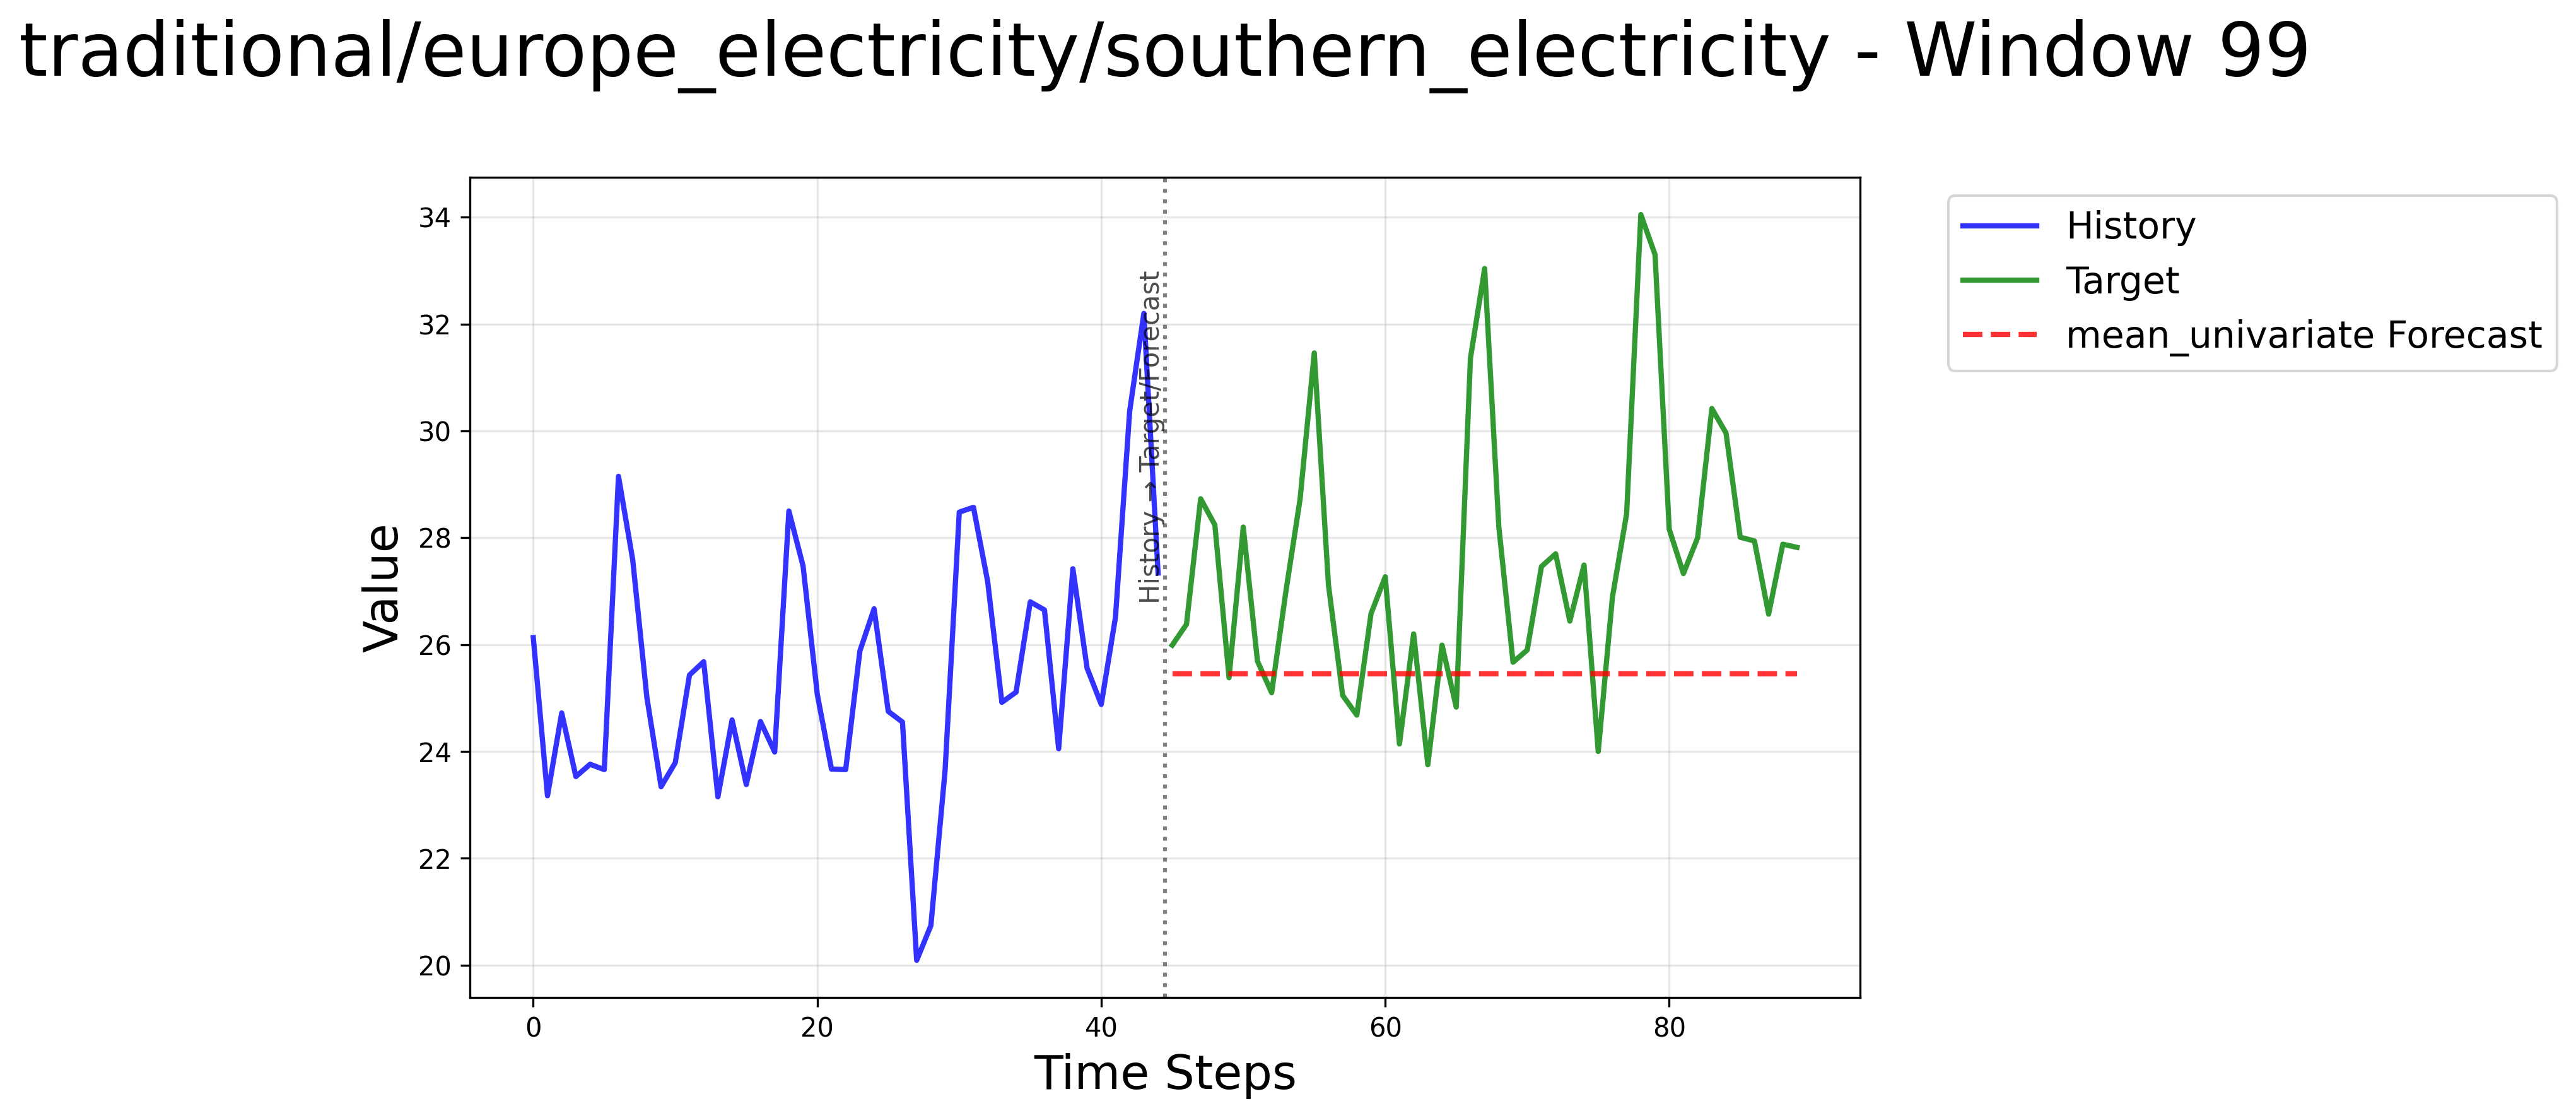 traditional/europe_electricity/southern_electricity - Window 99
History
Target
mean_univariate Forecast
History → Target/Forecast
Value
34
32
30
28
26
24
22
20
0
20
40
60
80
Time Steps